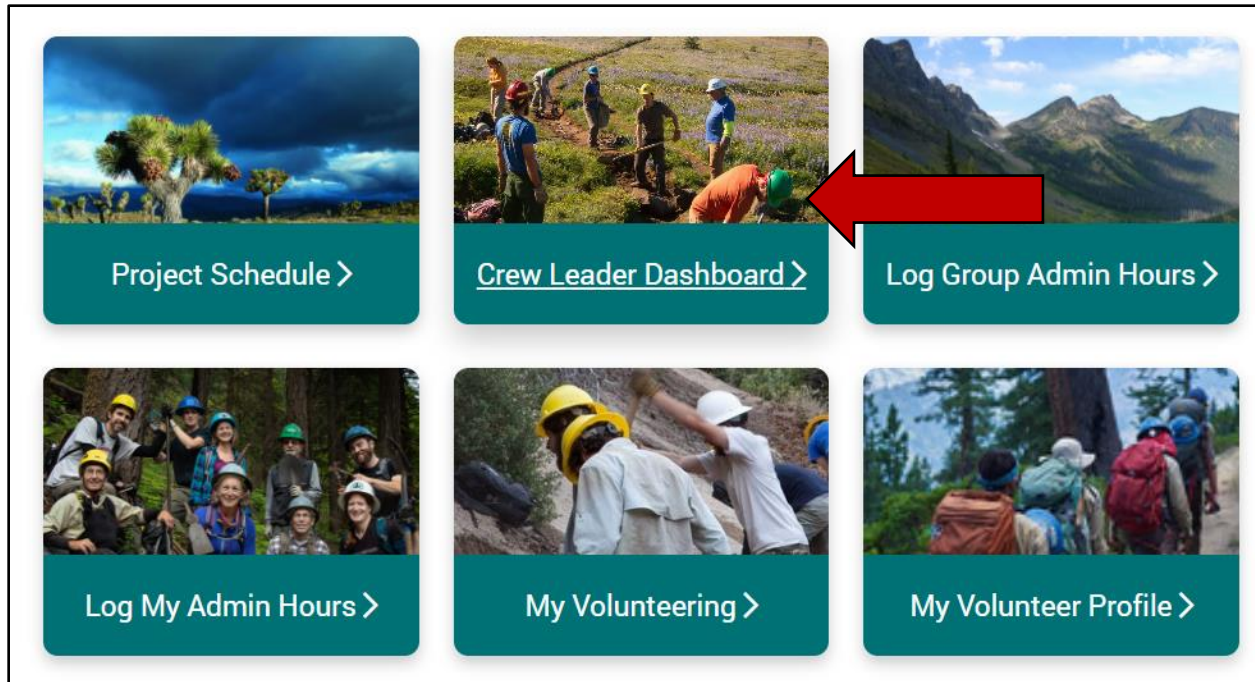 Project Schedule
Crew Leader Dashboard
Log Group Admin Hours
Log My Admin Hours
My Volunteering
My Volunteer Profile